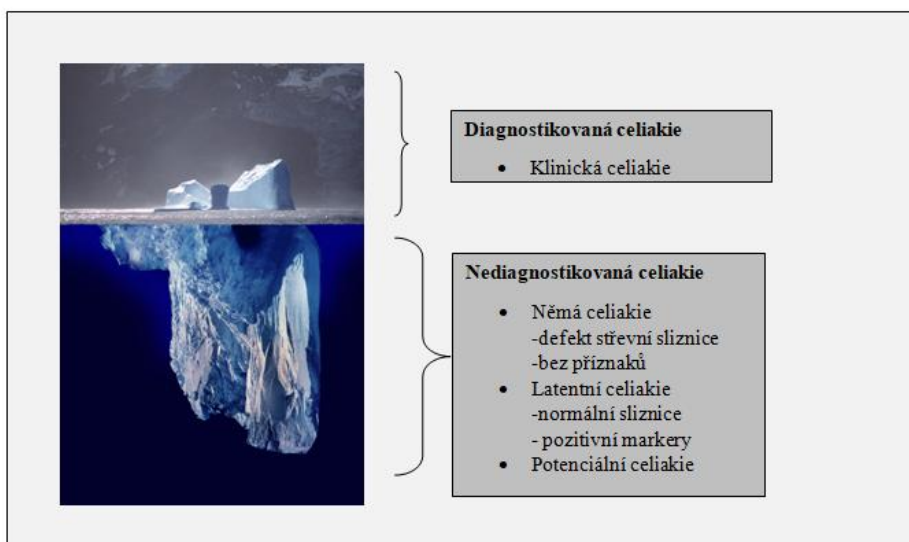 Diagnostikovaná celiakie
• Klinická celiakie
Nediagnostikovaná celiakie
• Němá celiakie
-defekt střevní sliznice
-bez příznaků
• Latentní celiakie
-normální sliznice
- pozitivní markery
• Potenciální celiakie